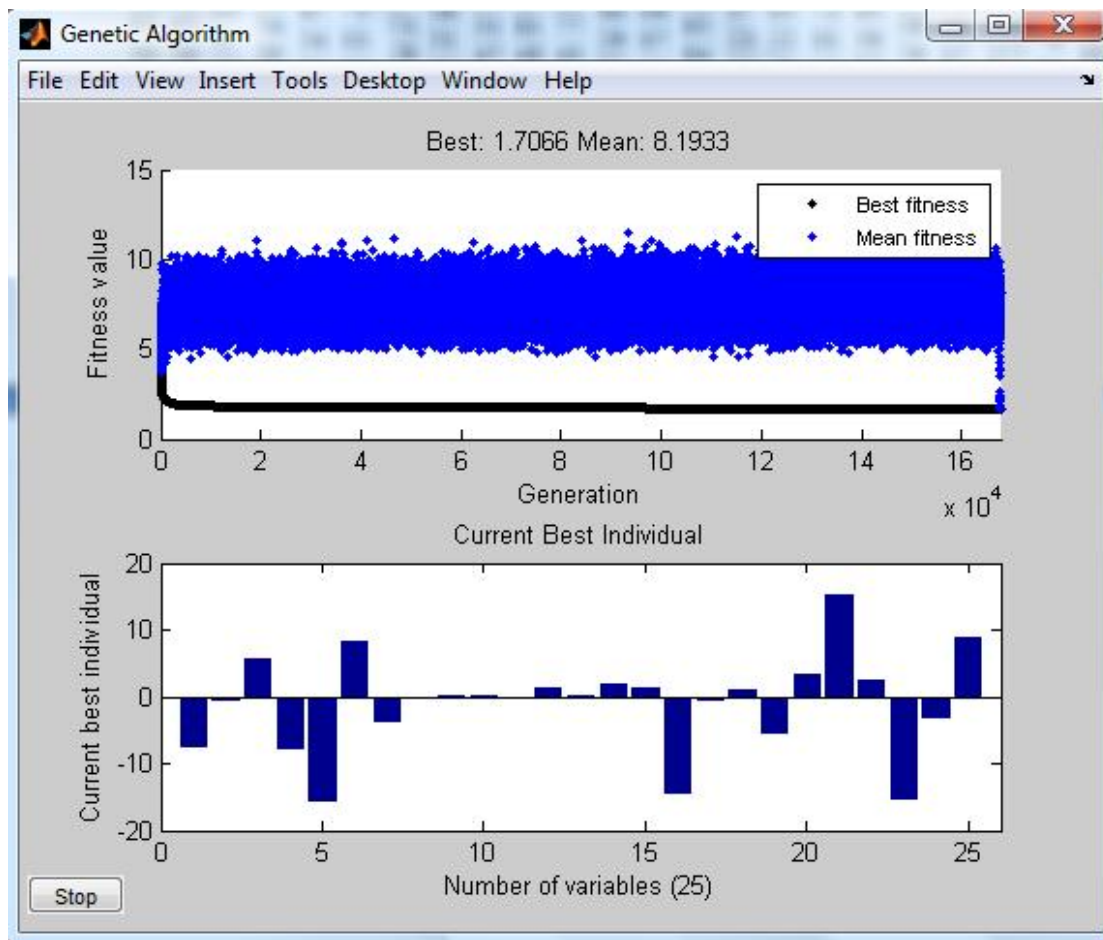 Genetic Algorithm
File Edit View Insert Tools Desktop Window Help
Best: 1.7066 Mean: 8.1933
15
10
5
0
Fitness value
Best fitness
Mean fitness
0 2 4 6 8 10 12 14 16
x 10^4
Generation
Current Best Individual
20
10
0
-10
-20
Current best individual
0 5 10 15 20 25
Number of variables (25)
Stop